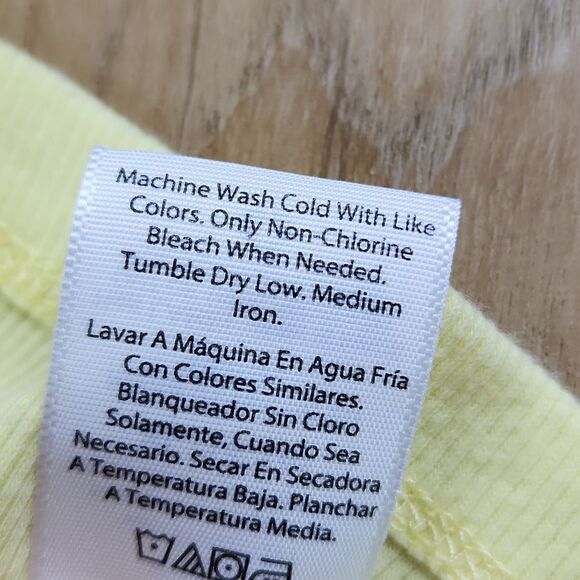 Machine Wash Cold With Like
Colors. Only Non-Chlorine
Bleach When Needed.
Tumble Dry Low. Medium
Iron.
Lavar A Máquina En Agua Fría
Con Colores Similares.
Blanqueador Sin Cloro
Solamente, Cuando Sea
Necesario. Secar En Secadora
A Temperatura Baja. Planchar
A Temperatura Media.